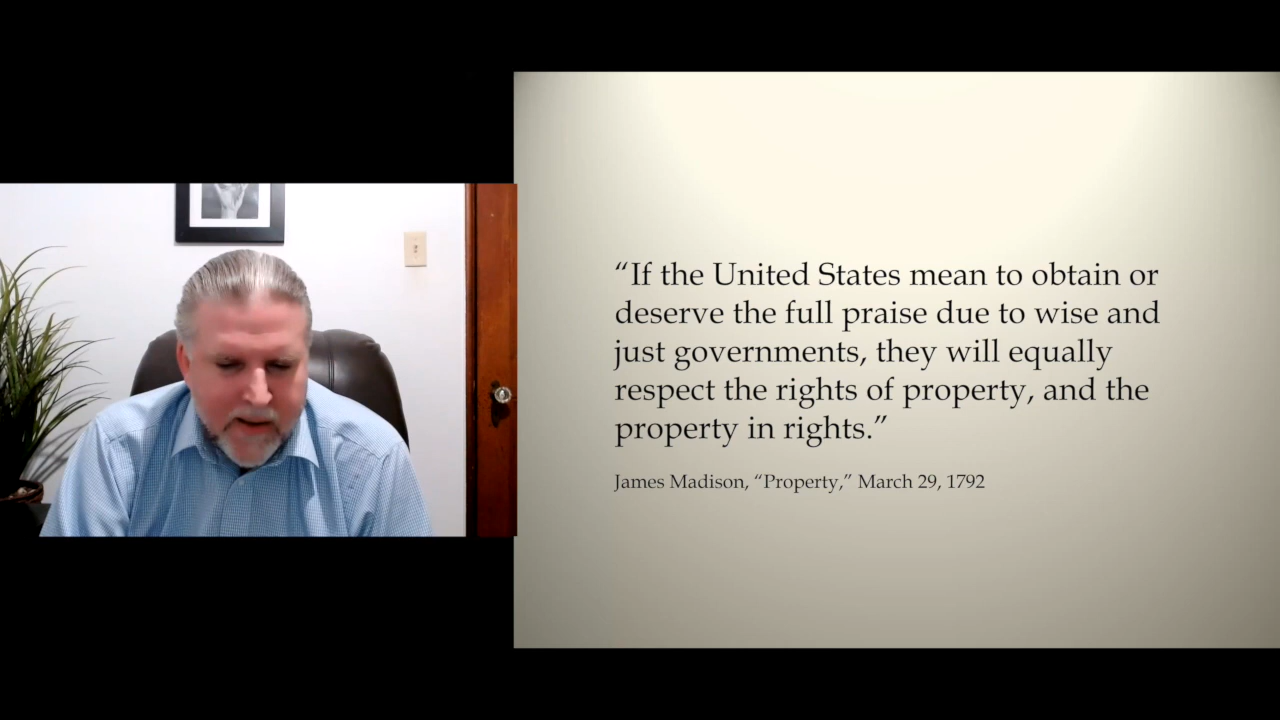 “If the United States mean to obtain or
deserve the full praise due to wise and
just governments, they will equally
respect the rights of property, and the
property in rights.”
James Madison, “Property,” March 29, 1792